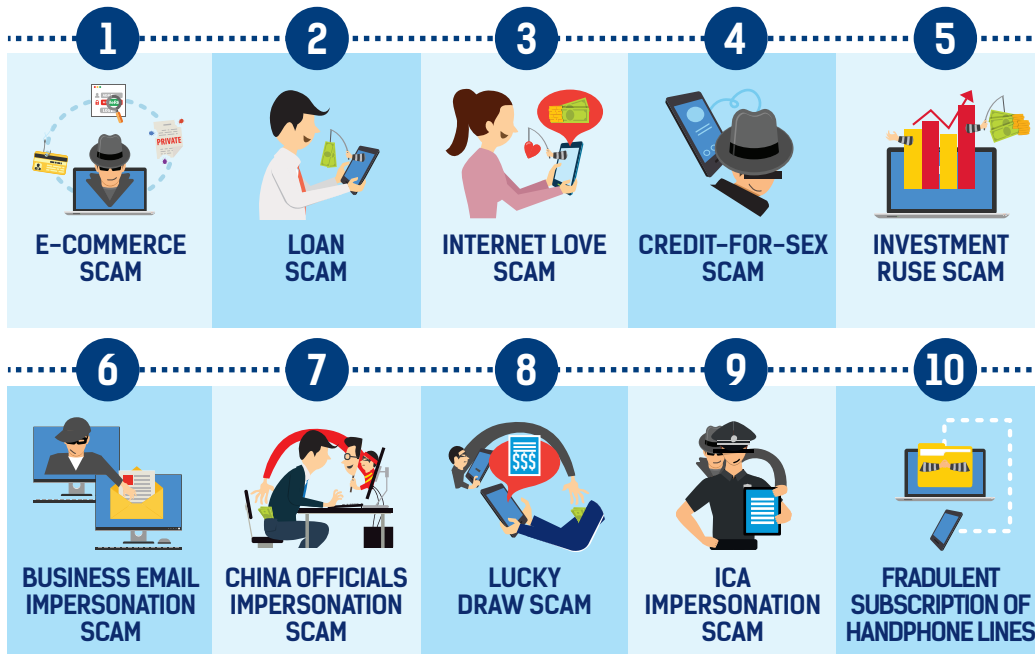 1
2
3
4
5
PRIVATE
E-COMMERCE
SCAM
LOAN
SCAM
INTERNET LOVE
SCAM
CREDIT-FOR-SEX
SCAM
INVESTMENT
RUSE SCAM
6
7
8
9
10
$$$
BUSINESS EMAIL
IMPERSONATION
SCAM
CHINA OFFICIALS
IMPERSONATION
SCAM
LUCKY
DRAW SCAM
ICA
IMPERSONATION
SCAM
FRADULENT
SUBSCRIPTION OF
HANDPHONE LINES